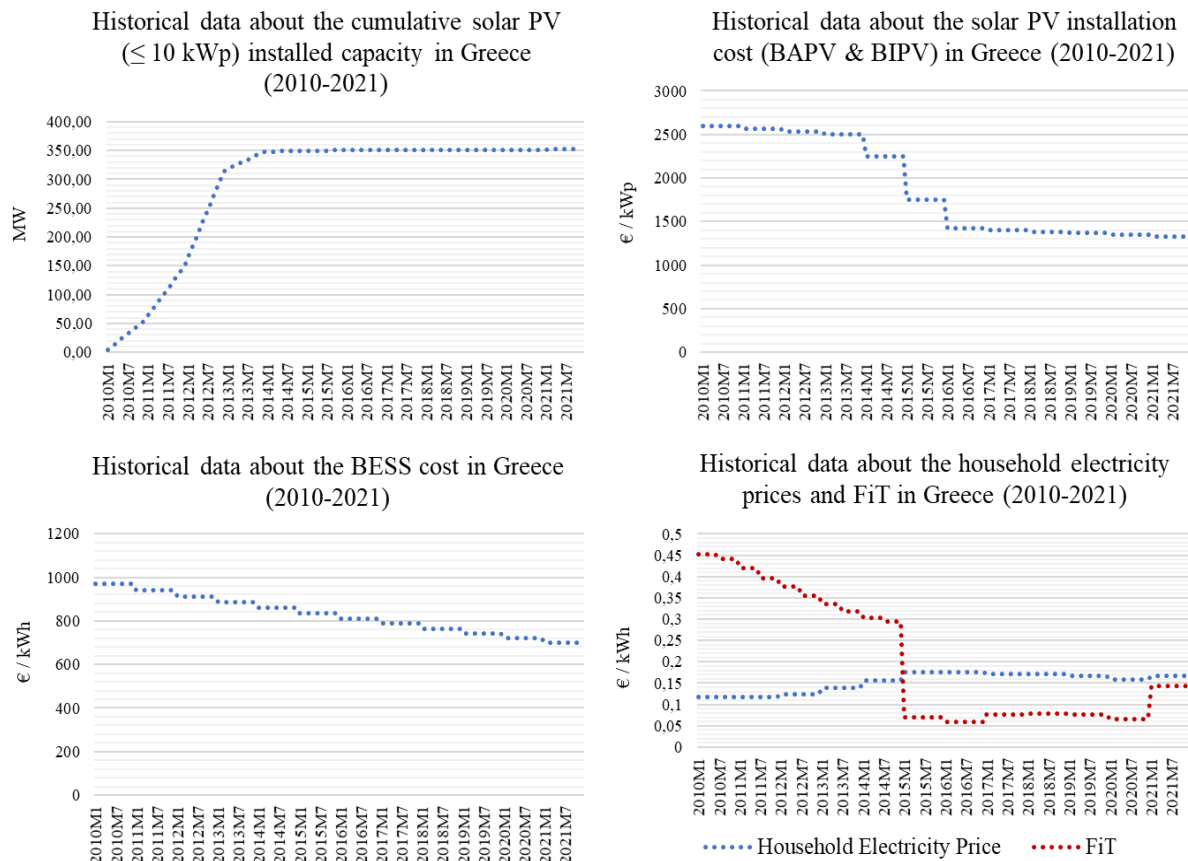 Historical data about the cumulative solar PV
(≤ 10 kWp) installed capacity in Greece
(2010-2021)
400,00
350,00
300,00
250,00
200,00
150,00
100,00
50,00
0,00
MW
2010M1
2010M7
2011M1
2011M7
2012M1
2012M7
2013M1
2013M7
2014M1
2014M7
2015M1
2015M7
2016M1
2016M7
2017M1
2017M7
2018M1
2018M7
2019M1
2019M7
2020M1
2020M7
2021M1
2021M7
Historical data about the solar PV installation
cost (BAPV & BIPV) in Greece (2010-2021)
3000
2500
2000
1500
1000
500
0
€ / kWp
2010M1
2010M7
2011M1
2011M7
2012M1
2012M7
2013M1
2013M7
2014M1
2014M7
2015M1
2015M7
2016M1
2016M7
2017M1
2017M7
2018M1
2018M7
2019M1
2019M7
2020M1
2020M7
2021M1
2021M7
Historical data about the BESS cost in Greece
(2010-2021)
1200
1000
800
600
400
200
0
€ / kWh
2010M1
2010M7
2011M1
2011M7
2012M1
2012M7
2013M1
2013M7
2014M1
2014M7
2015M1
2015M7
2016M1
2016M7
2017M1
2017M7
2018M1
2018M7
2019M1
2019M7
2020M1
2020M7
2021M1
2021M7
Historical data about the household electricity
prices and FiT in Greece (2010-2021)
0,5
0,45
0,4
0,35
0,3
0,25
0,2
0,15
0,1
0,05
0
€ / kWh
2010M1
2010M7
2011M1
2011M7
2012M1
2012M7
2013M1
2013M7
2014M1
2014M7
2015M1
2015M7
2016M1
2016M7
2017M1
2017M7
2018M1
2018M7
2019M1
2019M7
2020M1
2020M7
2021M1
2021M7
Household Electricity Price
FiT